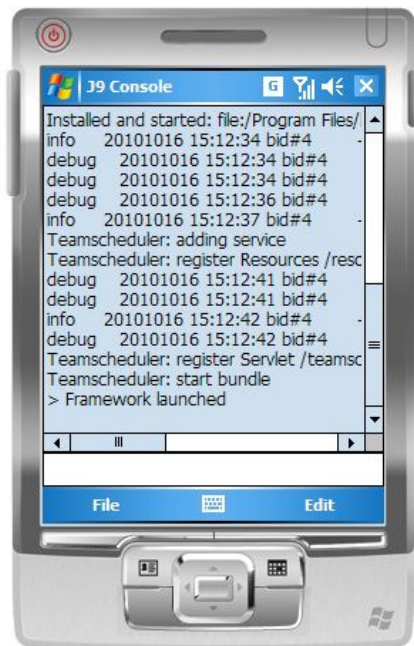 J9 Console
G
Installed and started: file:/Program Files/
info 20101016 15:12:34 bid#4 -
debug 20101016 15:12:34 bid#4
debug 20101016 15:12:34 bid#4
debug 20101016 15:12:36 bid#4
info 20101016 15:12:37 bid#4 -
Teamscheduler: adding service
Teamscheduler: register Resources /resc
debug 20101016 15:12:41 bid#4
debug 20101016 15:12:41 bid#4
info 20101016 15:12:42 bid#4 -
debug 20101016 15:12:42 bid#4
Teamscheduler: register Servlet /teamsc
Teamscheduler: start bundle
> Framework launched
File Edit